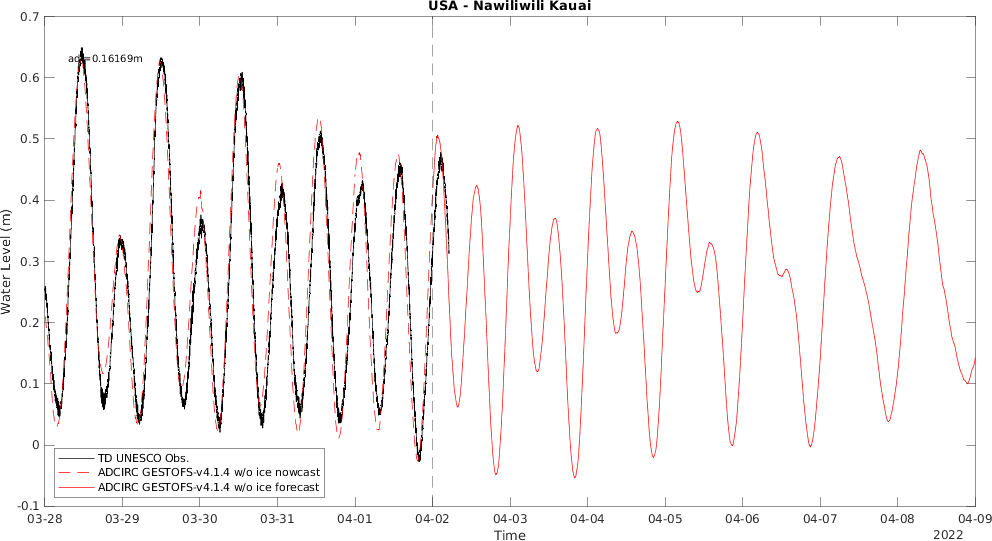 USA - Nawiliwili Kauai
0.7
0.6
0.5
0.4
0.3
0.2
0.1
0
-0.1
Water Level (m)
TD UNESCO Obs.
ADCIRC GESTOFS-v4.1.4 w/o ice nowcast
ADCIRC GESTOFS-v4.1.4 w/o ice forecast
03-28 03-29 03-30 03-31 04-01 04-02 04-03 04-04 04-05 04-06 04-07 04-08 04-09
Time
2022